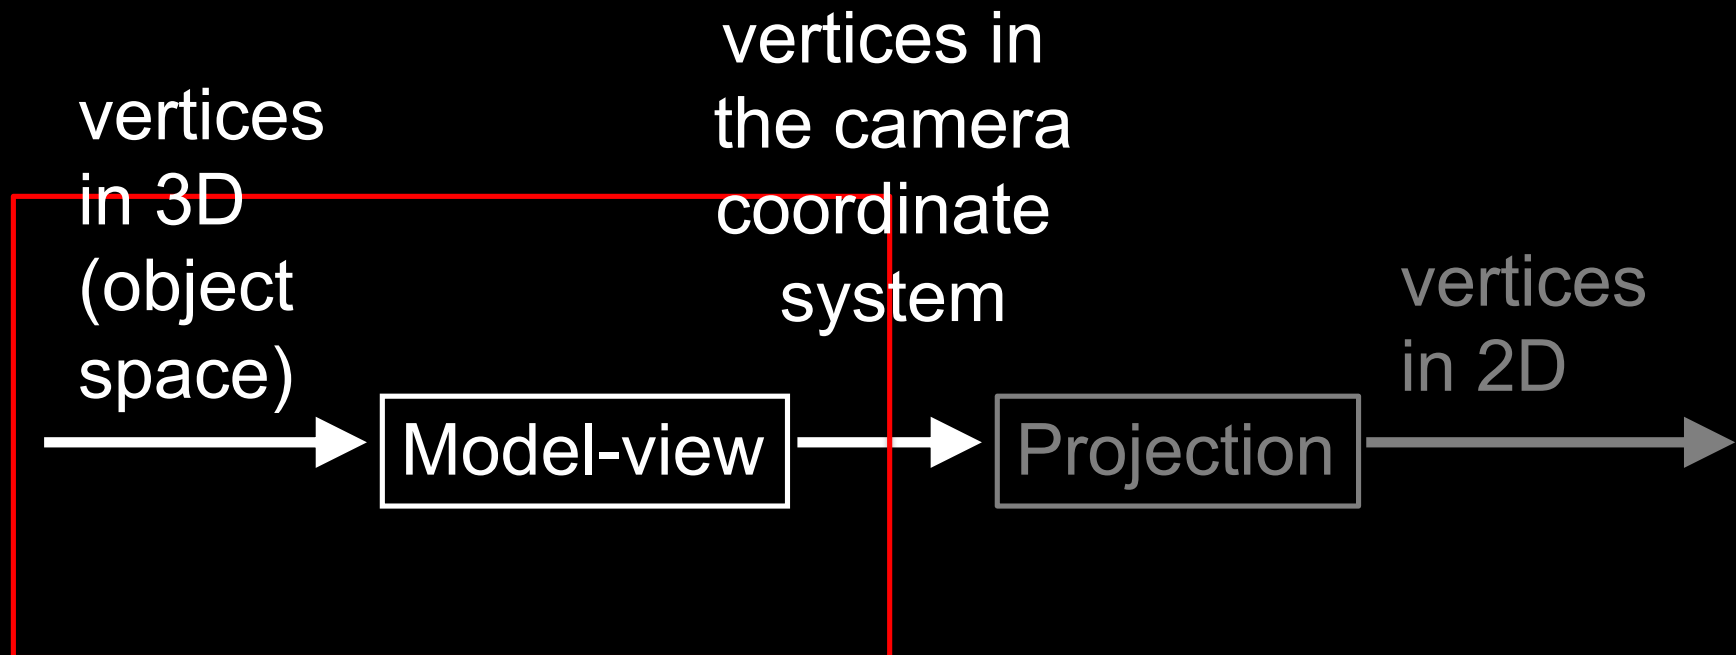 vertices
in 3D
(object
space)
vertices in
the camera
coordinate
system
vertices
in 2D
Model-view
Projection